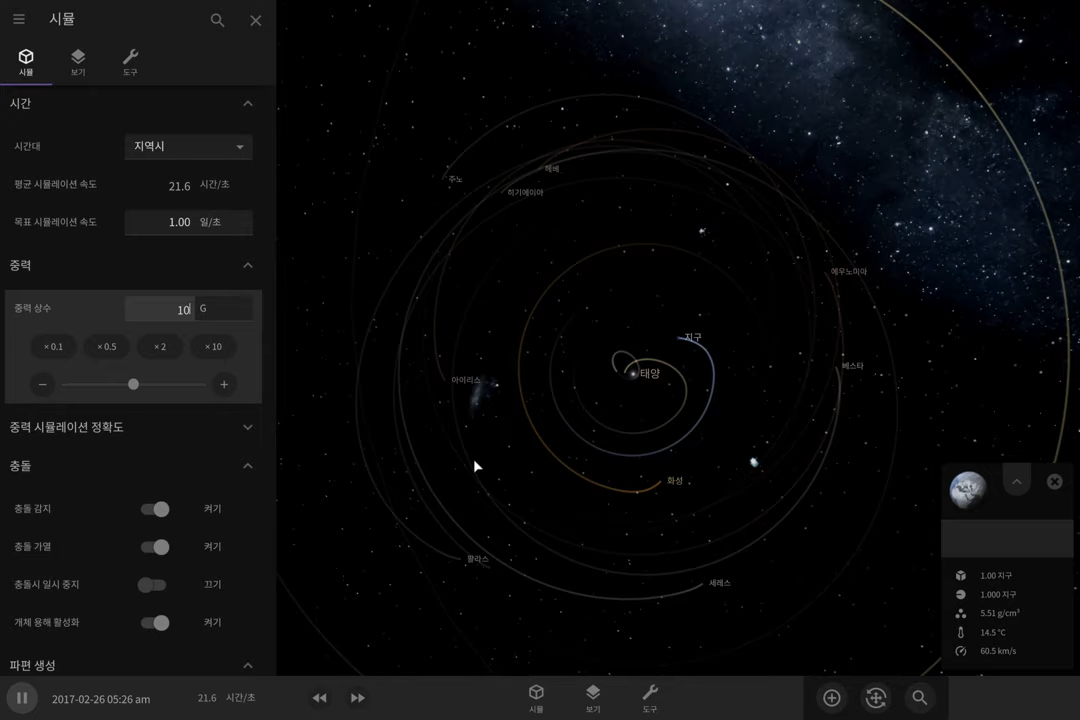 시뮬
시뮬
보기
도구
시간
시간대
지역시
평균 시뮬레이션 속도
21.6 시간/초
목표 시뮬레이션 속도
1.00 일/초
중력
중력 상수
10 G
× 0.1
× 0.5
× 2
× 10
중력 시뮬레이션 정확도
충돌
충돌 감지
켜기
충돌 가열
켜기
충돌시 일시 중지
끄기
개체 용해 활성화
켜기
파편 생성
주노
헤베
히기에이아
에우노미아
지구
태양
베스타
아이리스
화성
팔라스
세레스
1.00 지구
1.000 지구
5.51 g/cm³
14.5 °C
60.5 km/s
2017-02-26 05:26 am
21.6 시간/초
시뮬
보기
도구